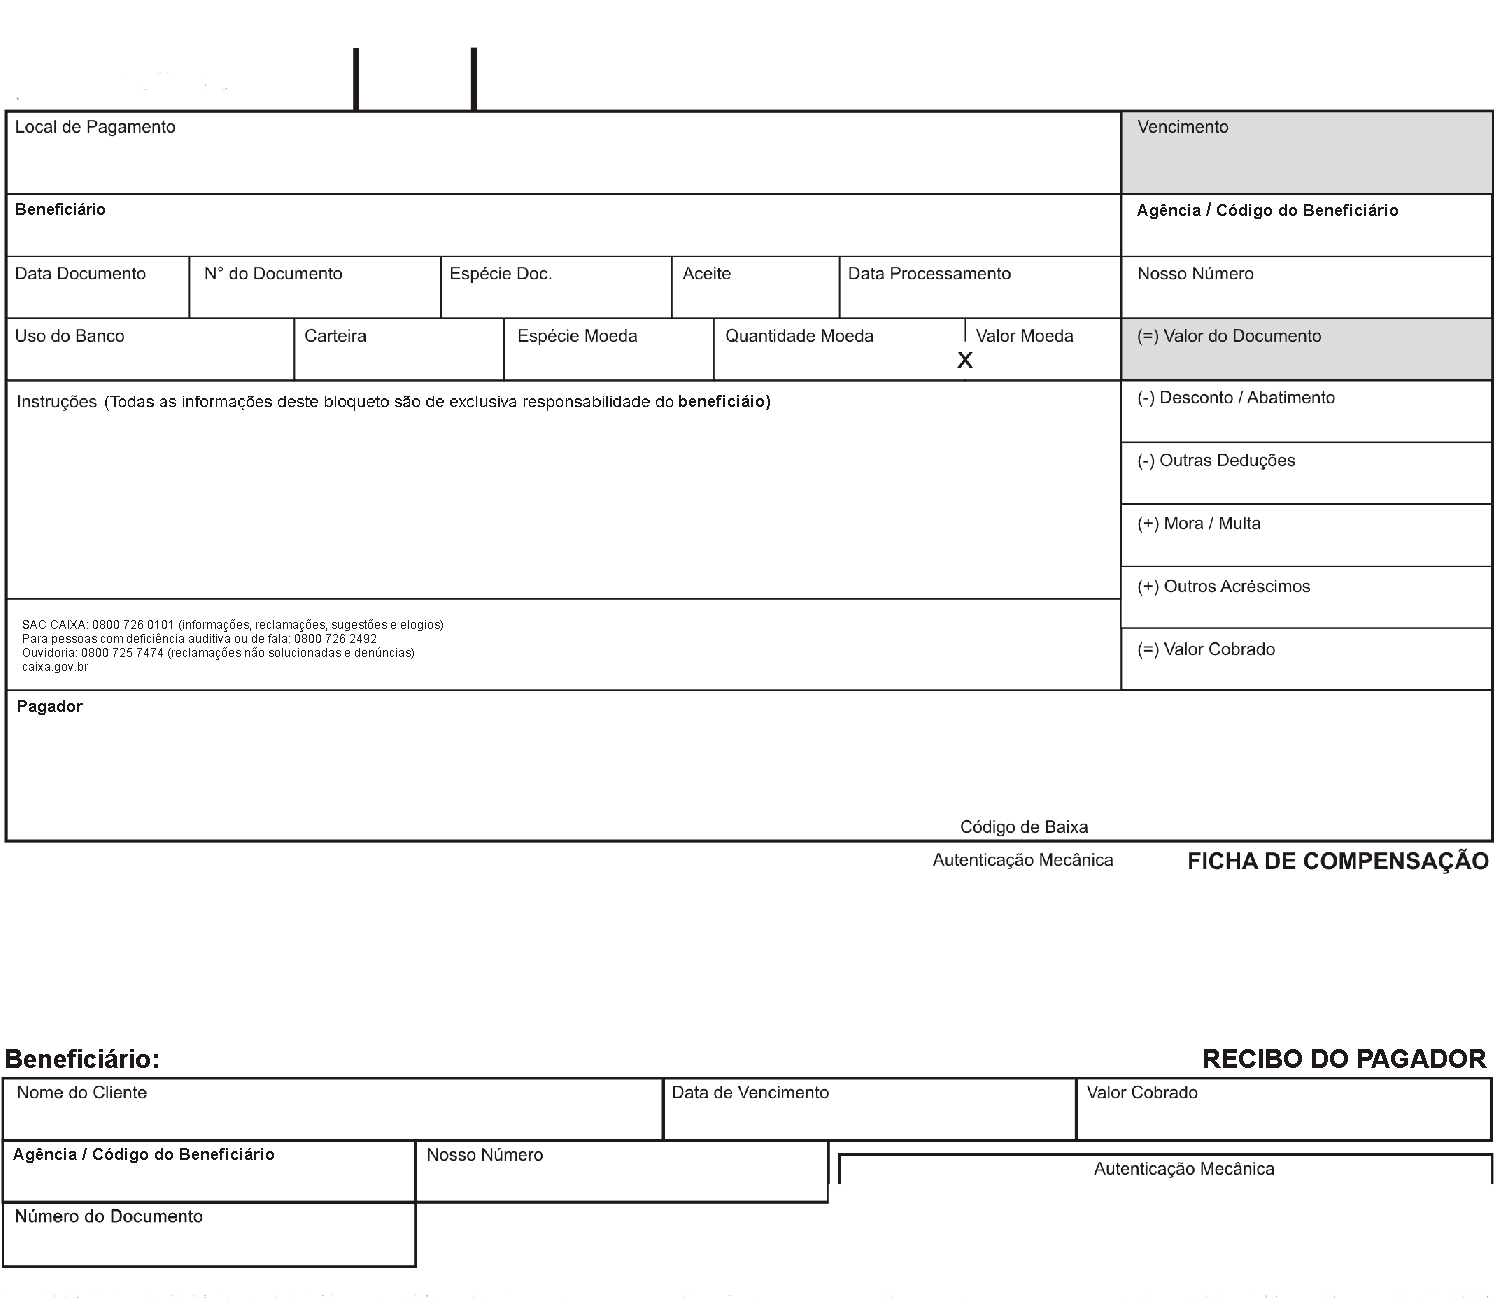 Local de Pagamento
Vencimento
Beneficiário
Agência / Código do Beneficiário
Data Documento
N° do Documento
Espécie Doc.
Aceite
Data Processamento
Nosso Número
Uso do Banco
Carteira
Espécie Moeda
Quantidade Moeda
X
Valor Moeda
(=) Valor do Documento
Instruções (Todas as informações deste bloqueto são de exclusiva responsabilidade do beneficiáio)
(-) Desconto / Abatimento
(-) Outras Deduções
(+) Mora / Multa
(+) Outros Acréscimos
(=) Valor Cobrado
SAC CAIXA: 0800 726 0101 (informações, reclamações, sugestões e elogios)
Para pessoas com deficiência auditiva ou de fala: 0800 726 2492
Ouvidoria: 0800 725 7474 (reclamações não solucionadas e denúncias)
caixa.gov.br
Pagador
Código de Baixa
Autenticação Mecânica
FICHA DE COMPENSAÇÃO
Beneficiário:
RECIBO DO PAGADOR
Nome do Cliente
Data de Vencimento
Valor Cobrado
Agência / Código do Beneficiário
Nosso Número
Autenticação Mecânica
Número do Documento